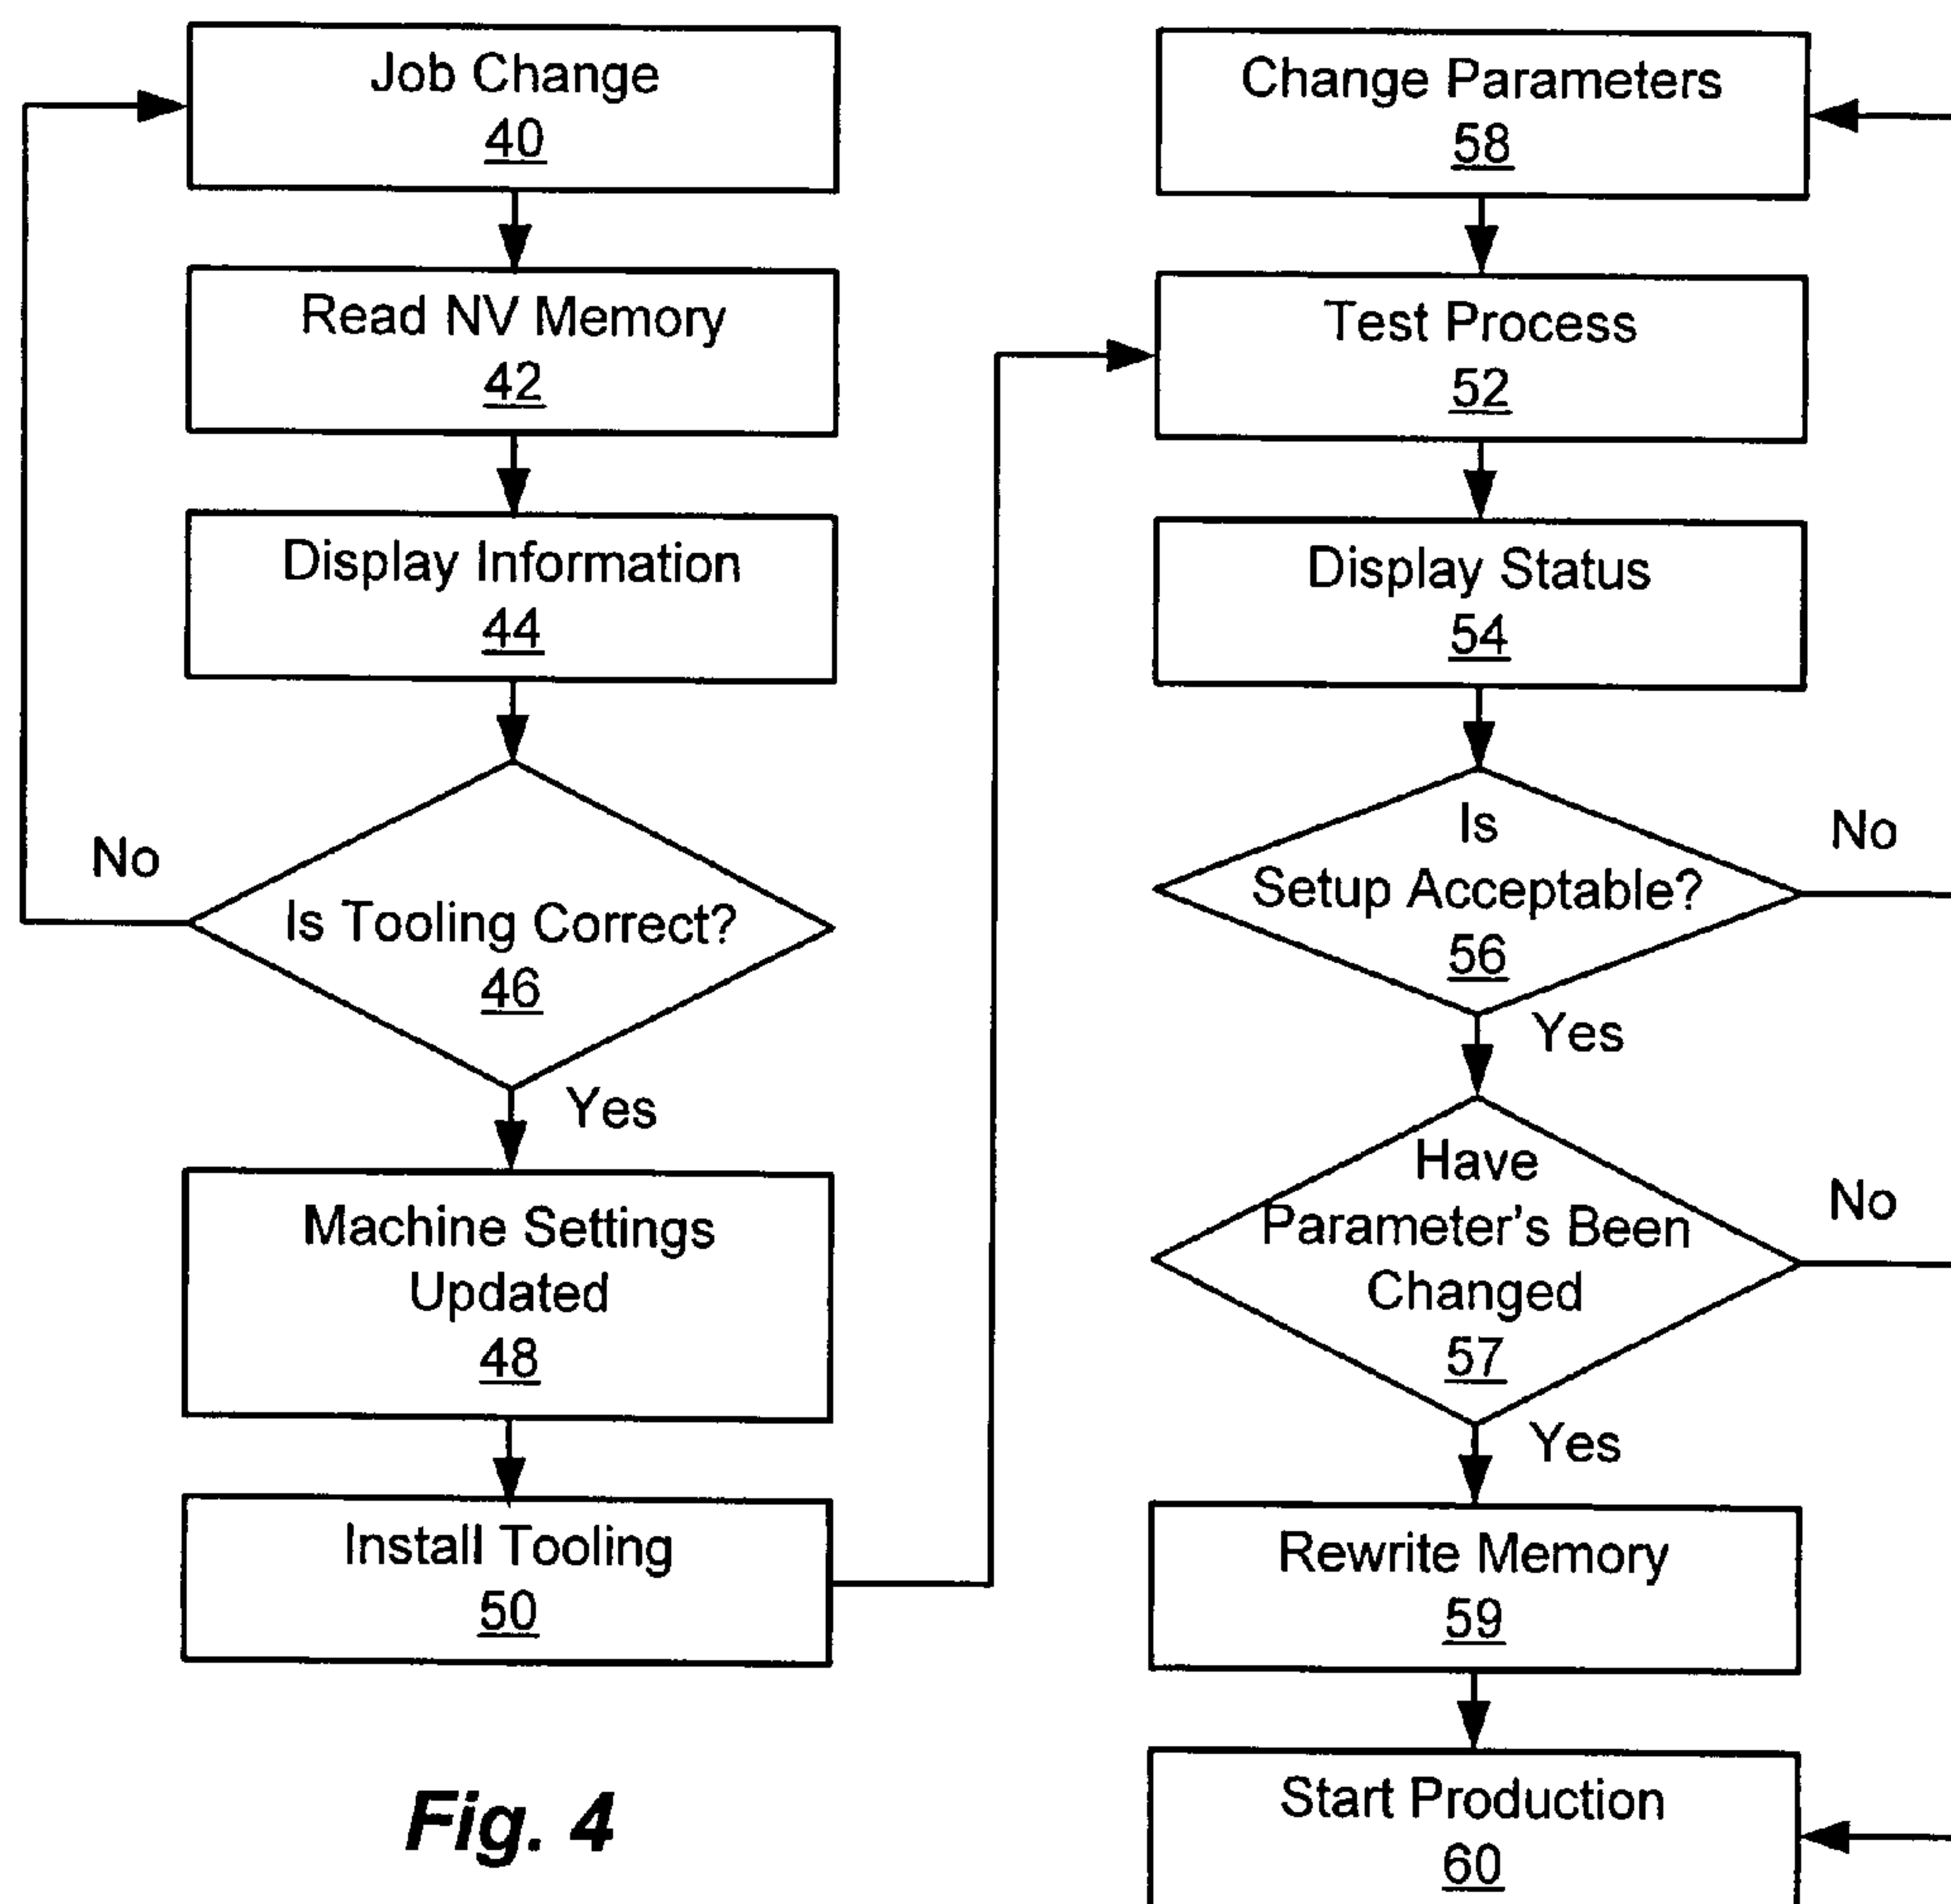 Job Change
40
Read NV Memory
42
Display Information
44
No
Is Tooling Correct?
46
Yes
Machine Settings
Updated
48
Install Tooling
50
Fig. 4
Change Parameters
58
Test Process
52
Display Status
54
Is
Setup Acceptable?
56
No
Yes
Have
Parameter's Been
Changed
57
No
Yes
Rewrite Memory
59
Start Production
60